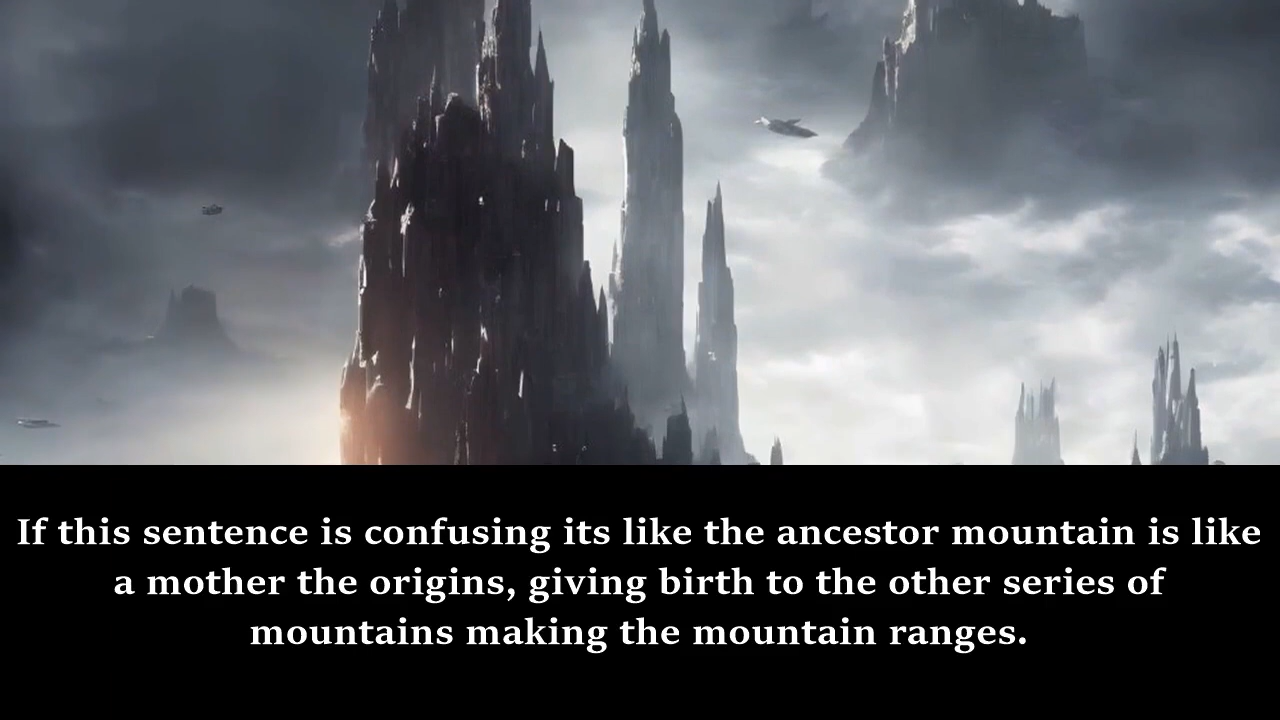 If this sentence is confusing its like the ancestor mountain is like
a mother the origins, giving birth to the other series of
mountains making the mountain ranges.